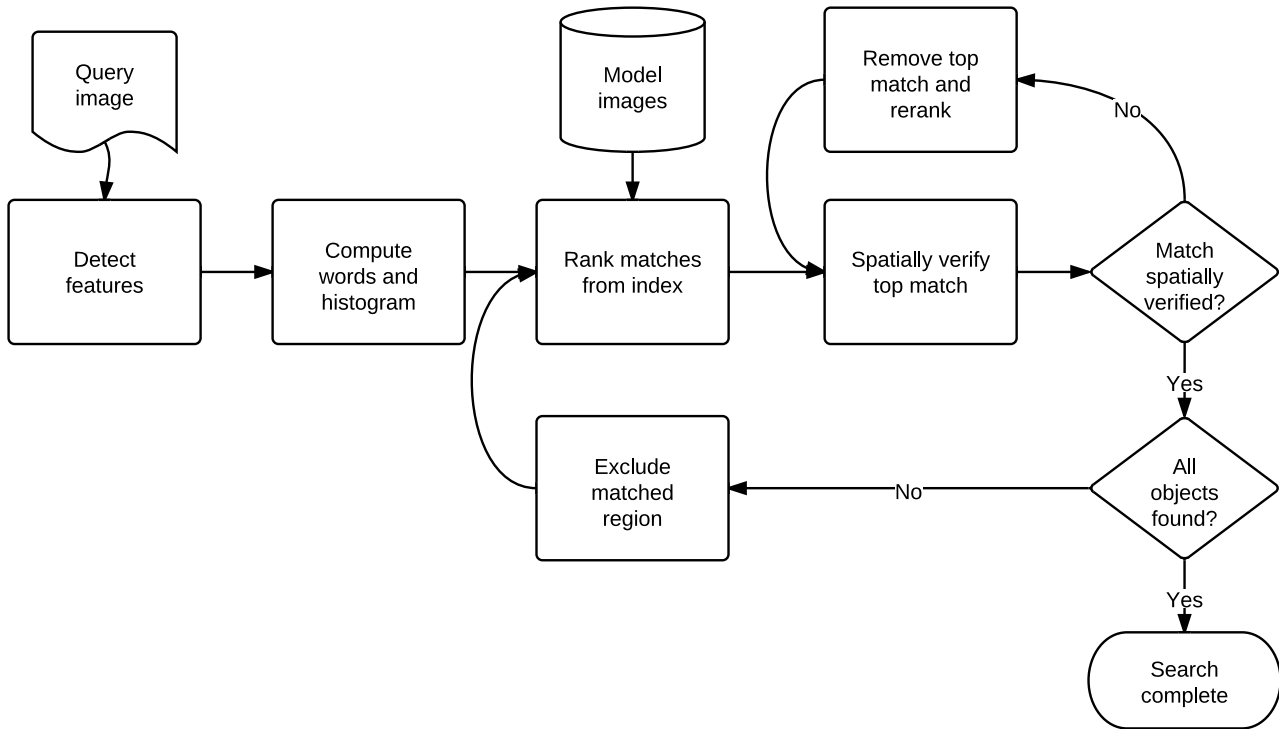 Query
image
Model
images
Remove top
match and
rerank
No
Detect
features
Compute
words and
histogram
Rank matches
from index
Spatially verify
top match
Match
spatially
verified?
Yes
Exclude
matched
region
No
All
objects
found?
Yes
Search
complete